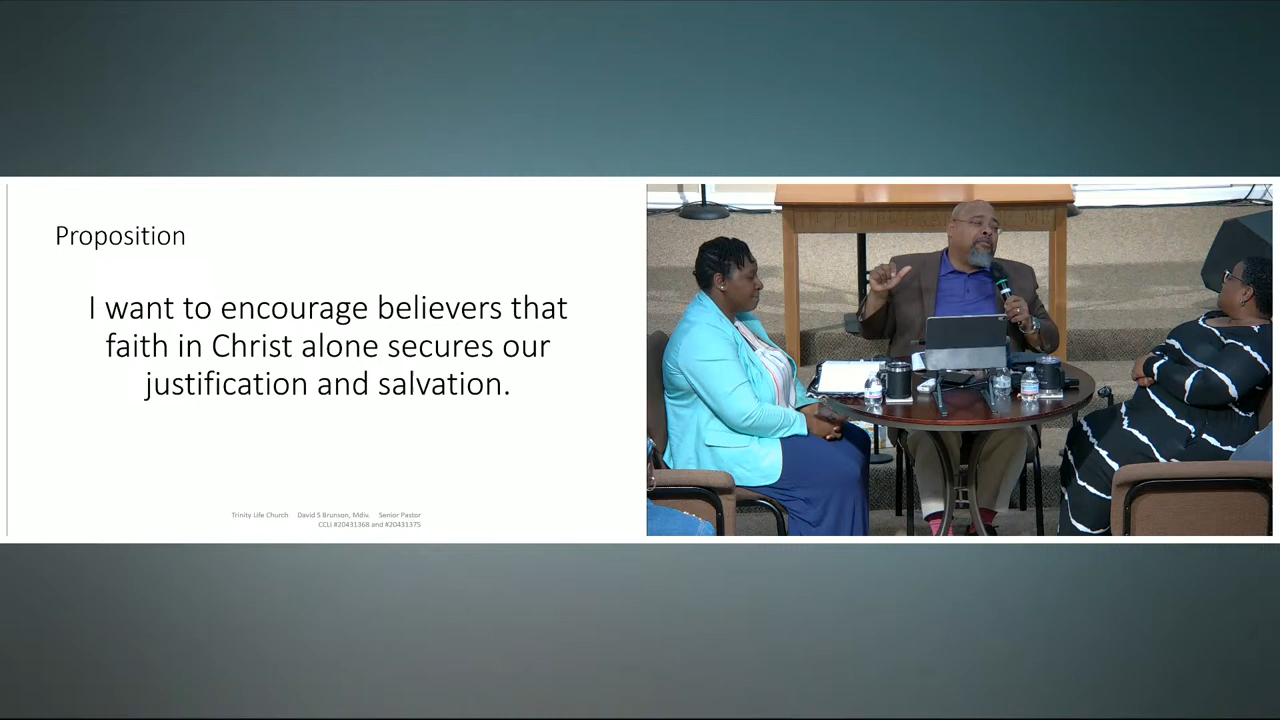 Proposition
I want to encourage believers that
faith in Christ alone secures our
justification and salvation.
Trinity Life Church David S Brunson, Mdiv. Senior Pastor
CCLI #20431368 and #20431375